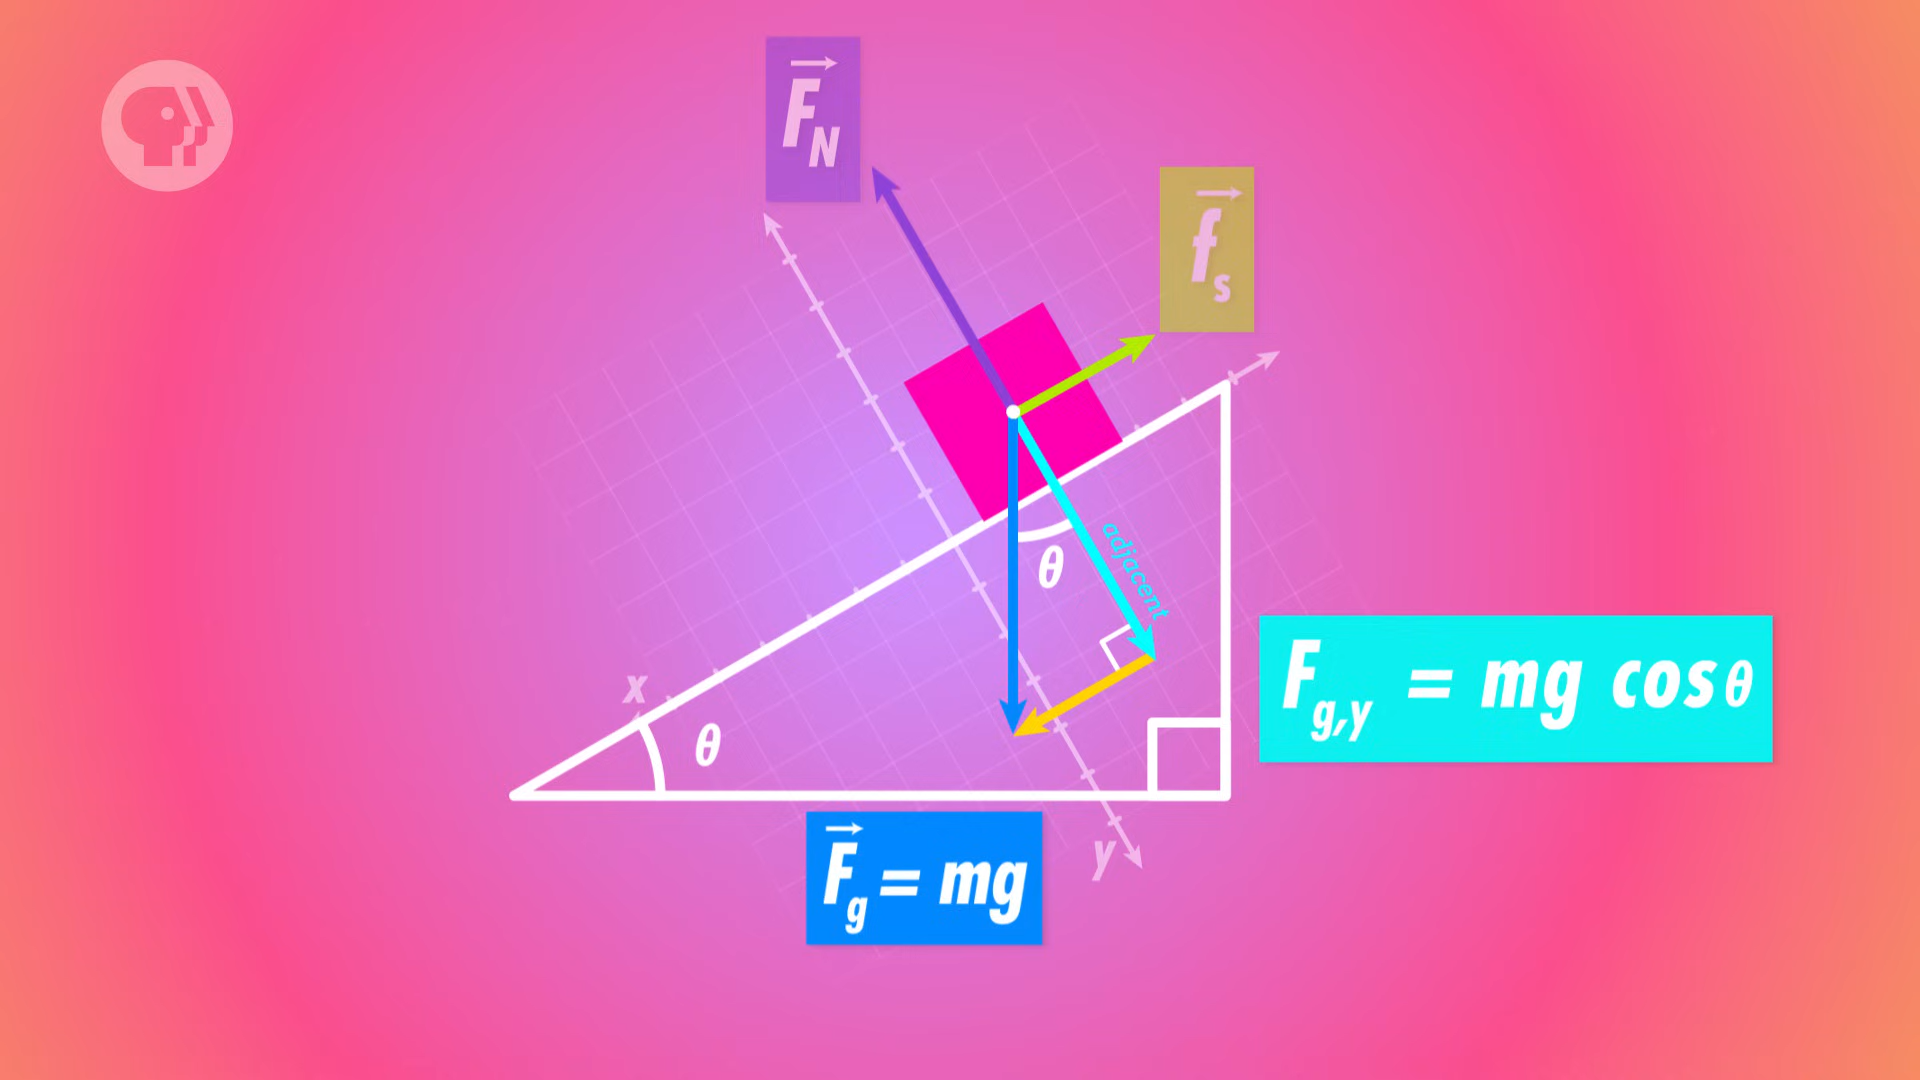 F_N
f_s
adjacent
θ
x
θ
F_g,y = mg cosθ
y
F_g = mg